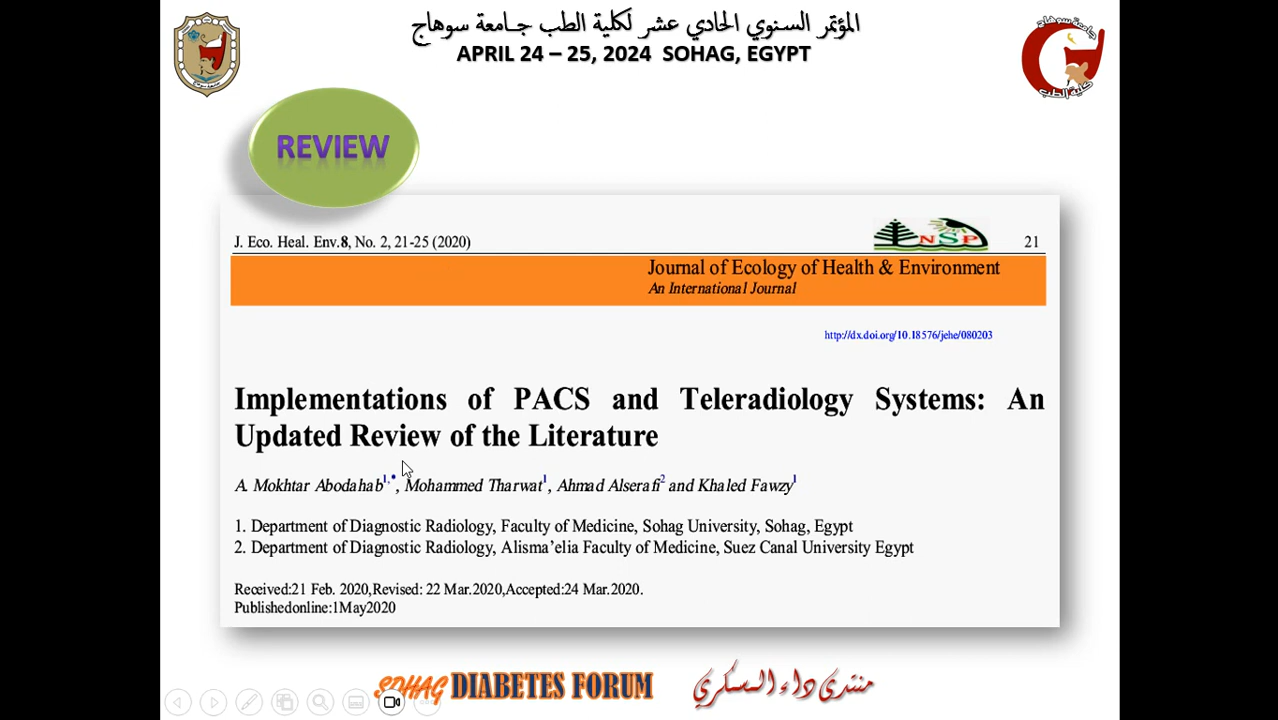 المؤتمر السنوي الحادي عشر لكلية الطب جامعة سوهاج
APRIL 24 – 25, 2024 SOHAG, EGYPT
جامعة سوهاج
كلية الطب
REVIEW
J. Eco. Heal. Env.8, No. 2, 21-25 (2020)
NSP
21
Journal of Ecology of Health & Environment
An International Journal
http://dx.doi.org/10.18576/jehe/080203
Implementations of PACS and Teleradiology Systems: An
Updated Review of the Literature
A. Mokhtar Abodahab1,*, Mohammed Tharwat1, Ahmad Alserafi2 and Khaled Fawzy1
1. Department of Diagnostic Radiology, Faculty of Medicine, Sohag University, Sohag, Egypt
2. Department of Diagnostic Radiology, Alisma’elia Faculty of Medicine, Suez Canal University Egypt
Received:21 Feb. 2020,Revised: 22 Mar.2020,Accepted:24 Mar.2020.
Publishedonline:1May2020
SOHAG DIABETES FORUM
منتدى داء السكري